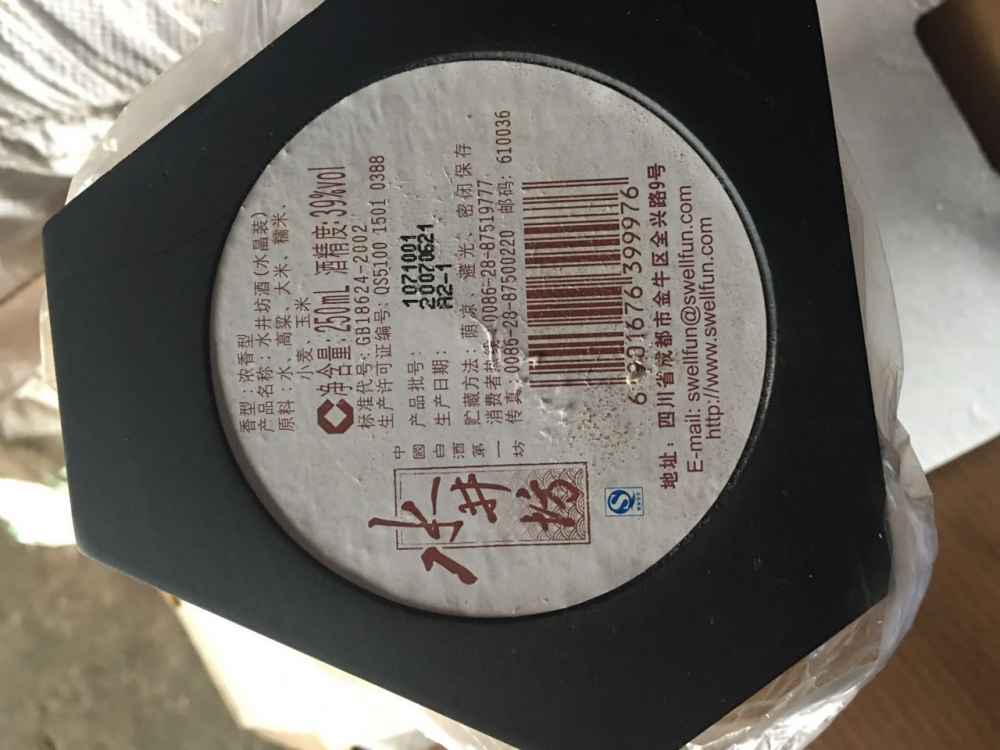 香型：浓香型
产品名称：水井坊酒（水晶装）
原料：水、高粱、大米、糯米、
小麦、玉米
净含量：250mL 酒精度：39%vol
标准代号：GB18624-2002
生产许可证编号：QS5100 1501 0388
产品批号： 1071001
生产日期： 20070621
A2-1
贮藏方法：荫凉、避光、密闭保存
消费者热线：0086-28-87519777
传真：0086-28-87500220 邮码：610036
6 901676 399976
地址：四川省成都市金牛区全兴路9号
E-mail: swellfun@swellfun.com
http://www.swellfun.com
中國白酒第一坊
水井坊